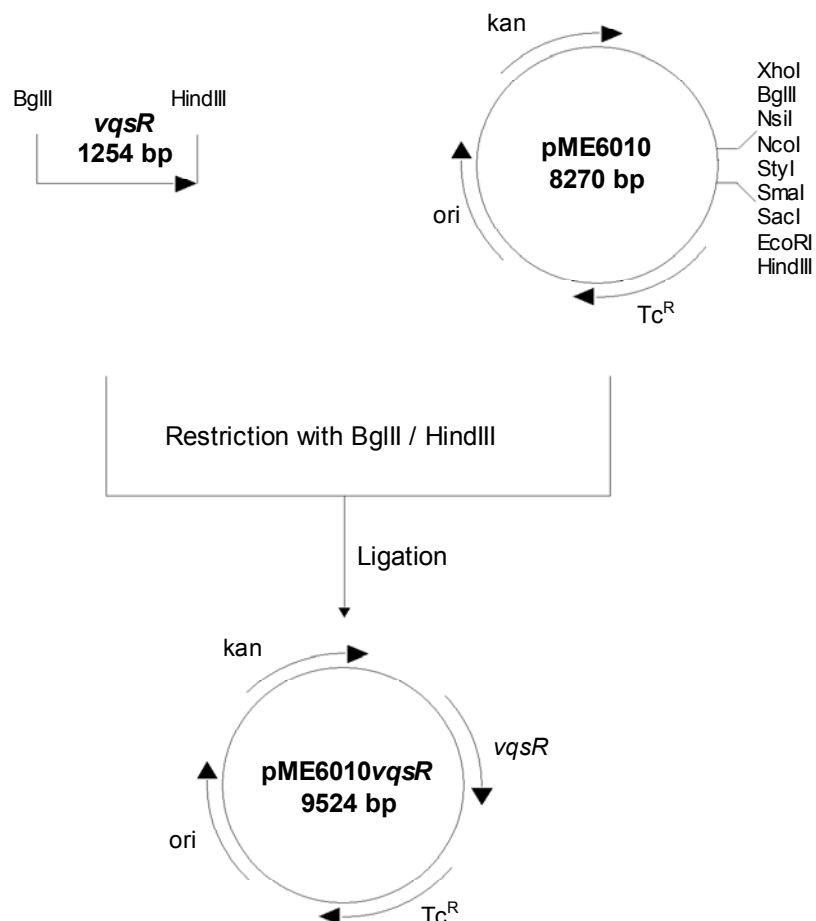 kan
BglII
HindIII
vqsR
1254 bp
pME6010
8270 bp
XhoI
BglII
NsiI
NcoI
StyI
SmaI
SacI
EcoRI
HindIII
ori
Tc^R
Restriction with BglII / HindIII
Ligation
kan
vqsR
pME6010vqsR
9524 bp
ori
Tc^R